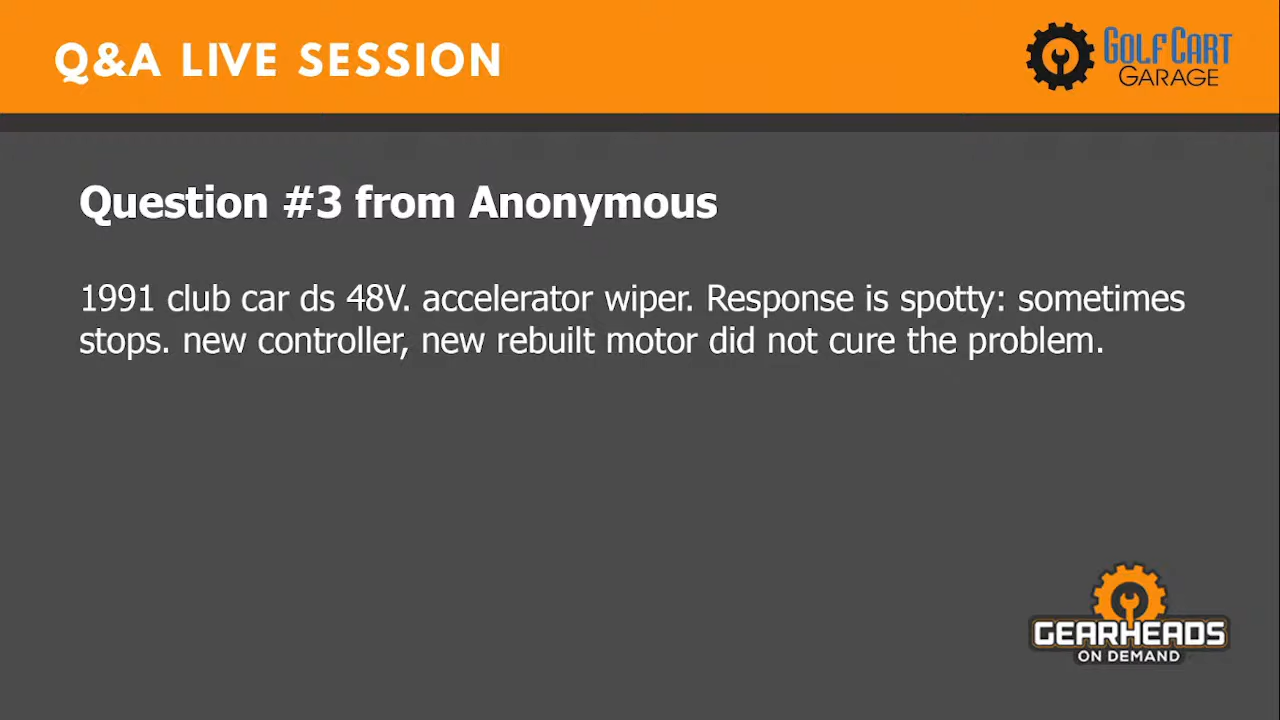 Q&A LIVE SESSION
GOLF CART
GARAGE
Question #3 from Anonymous
1991 club car ds 48V. accelerator wiper. Response is spotty: sometimes
stops. new controller, new rebuilt motor did not cure the problem.
GEARHEADS
ON DEMAND